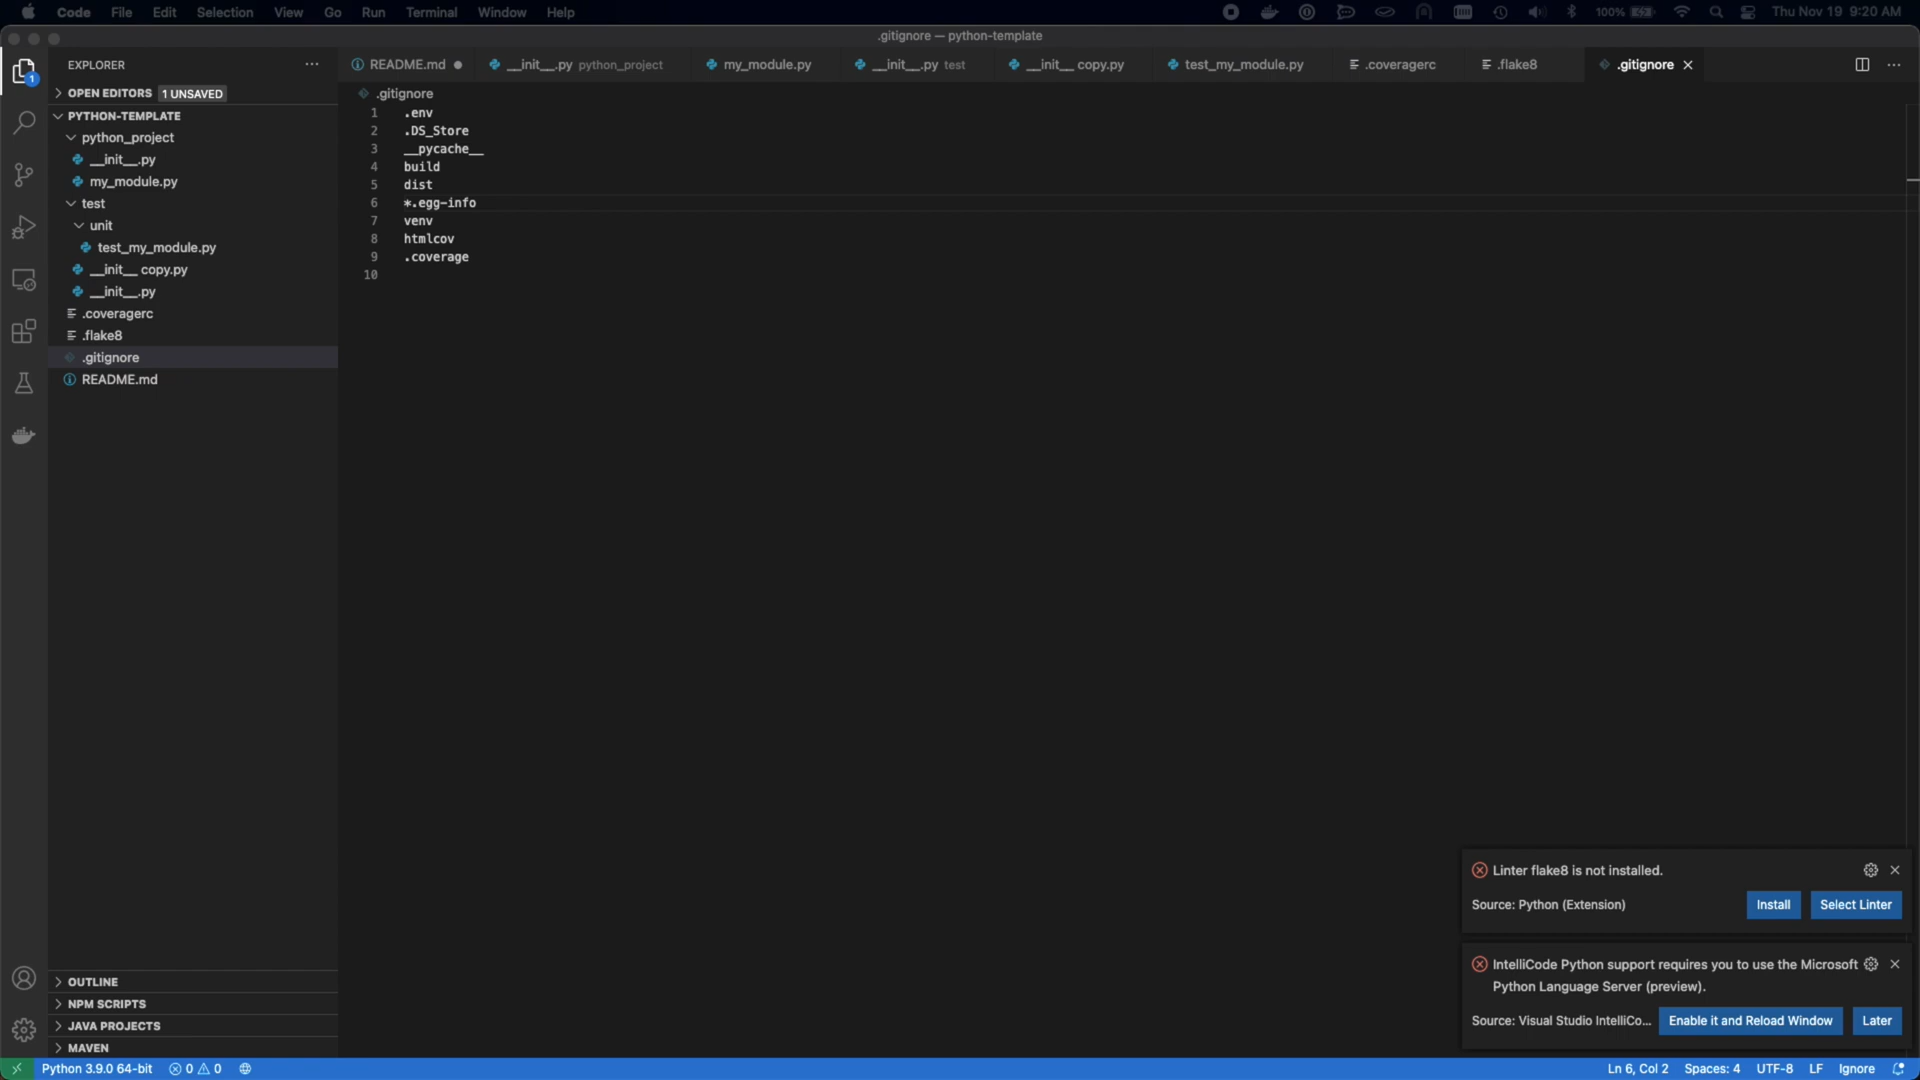 Code File Edit Selection View Go Run Terminal Window Help 100% Thu Nov 19 9:20 AM
.gitignore — python-template
EXPLORER
README.md __init__.py python_project my_module.py __init__.py test __init__ copy.py test_my_module.py .coveragerc .flake8 .gitignore
1
OPEN EDITORS 1 UNSAVED
.gitignore
PYTHON-TEMPLATE
python_project
__init__.py
my_module.py
test
unit
test_my_module.py
__init__ copy.py
__init__.py
.coveragerc
.flake8
.gitignore
README.md
1 .env
2 .DS_Store
3 __pycache__
4 build
5 dist
6 *.egg-info
7 venv
8 htmlcov
9 .coverage
10
Linter flake8 is not installed.
Source: Python (Extension) Install Select Linter
IntelliCode Python support requires you to use the Microsoft
Python Language Server (preview).
Source: Visual Studio IntelliCo... Enable it and Reload Window Later
OUTLINE
NPM SCRIPTS
JAVA PROJECTS
MAVEN
Python 3.9.0 64-bit 0 0 Ln 6, Col 2 Spaces: 4 UTF-8 LF Ignore